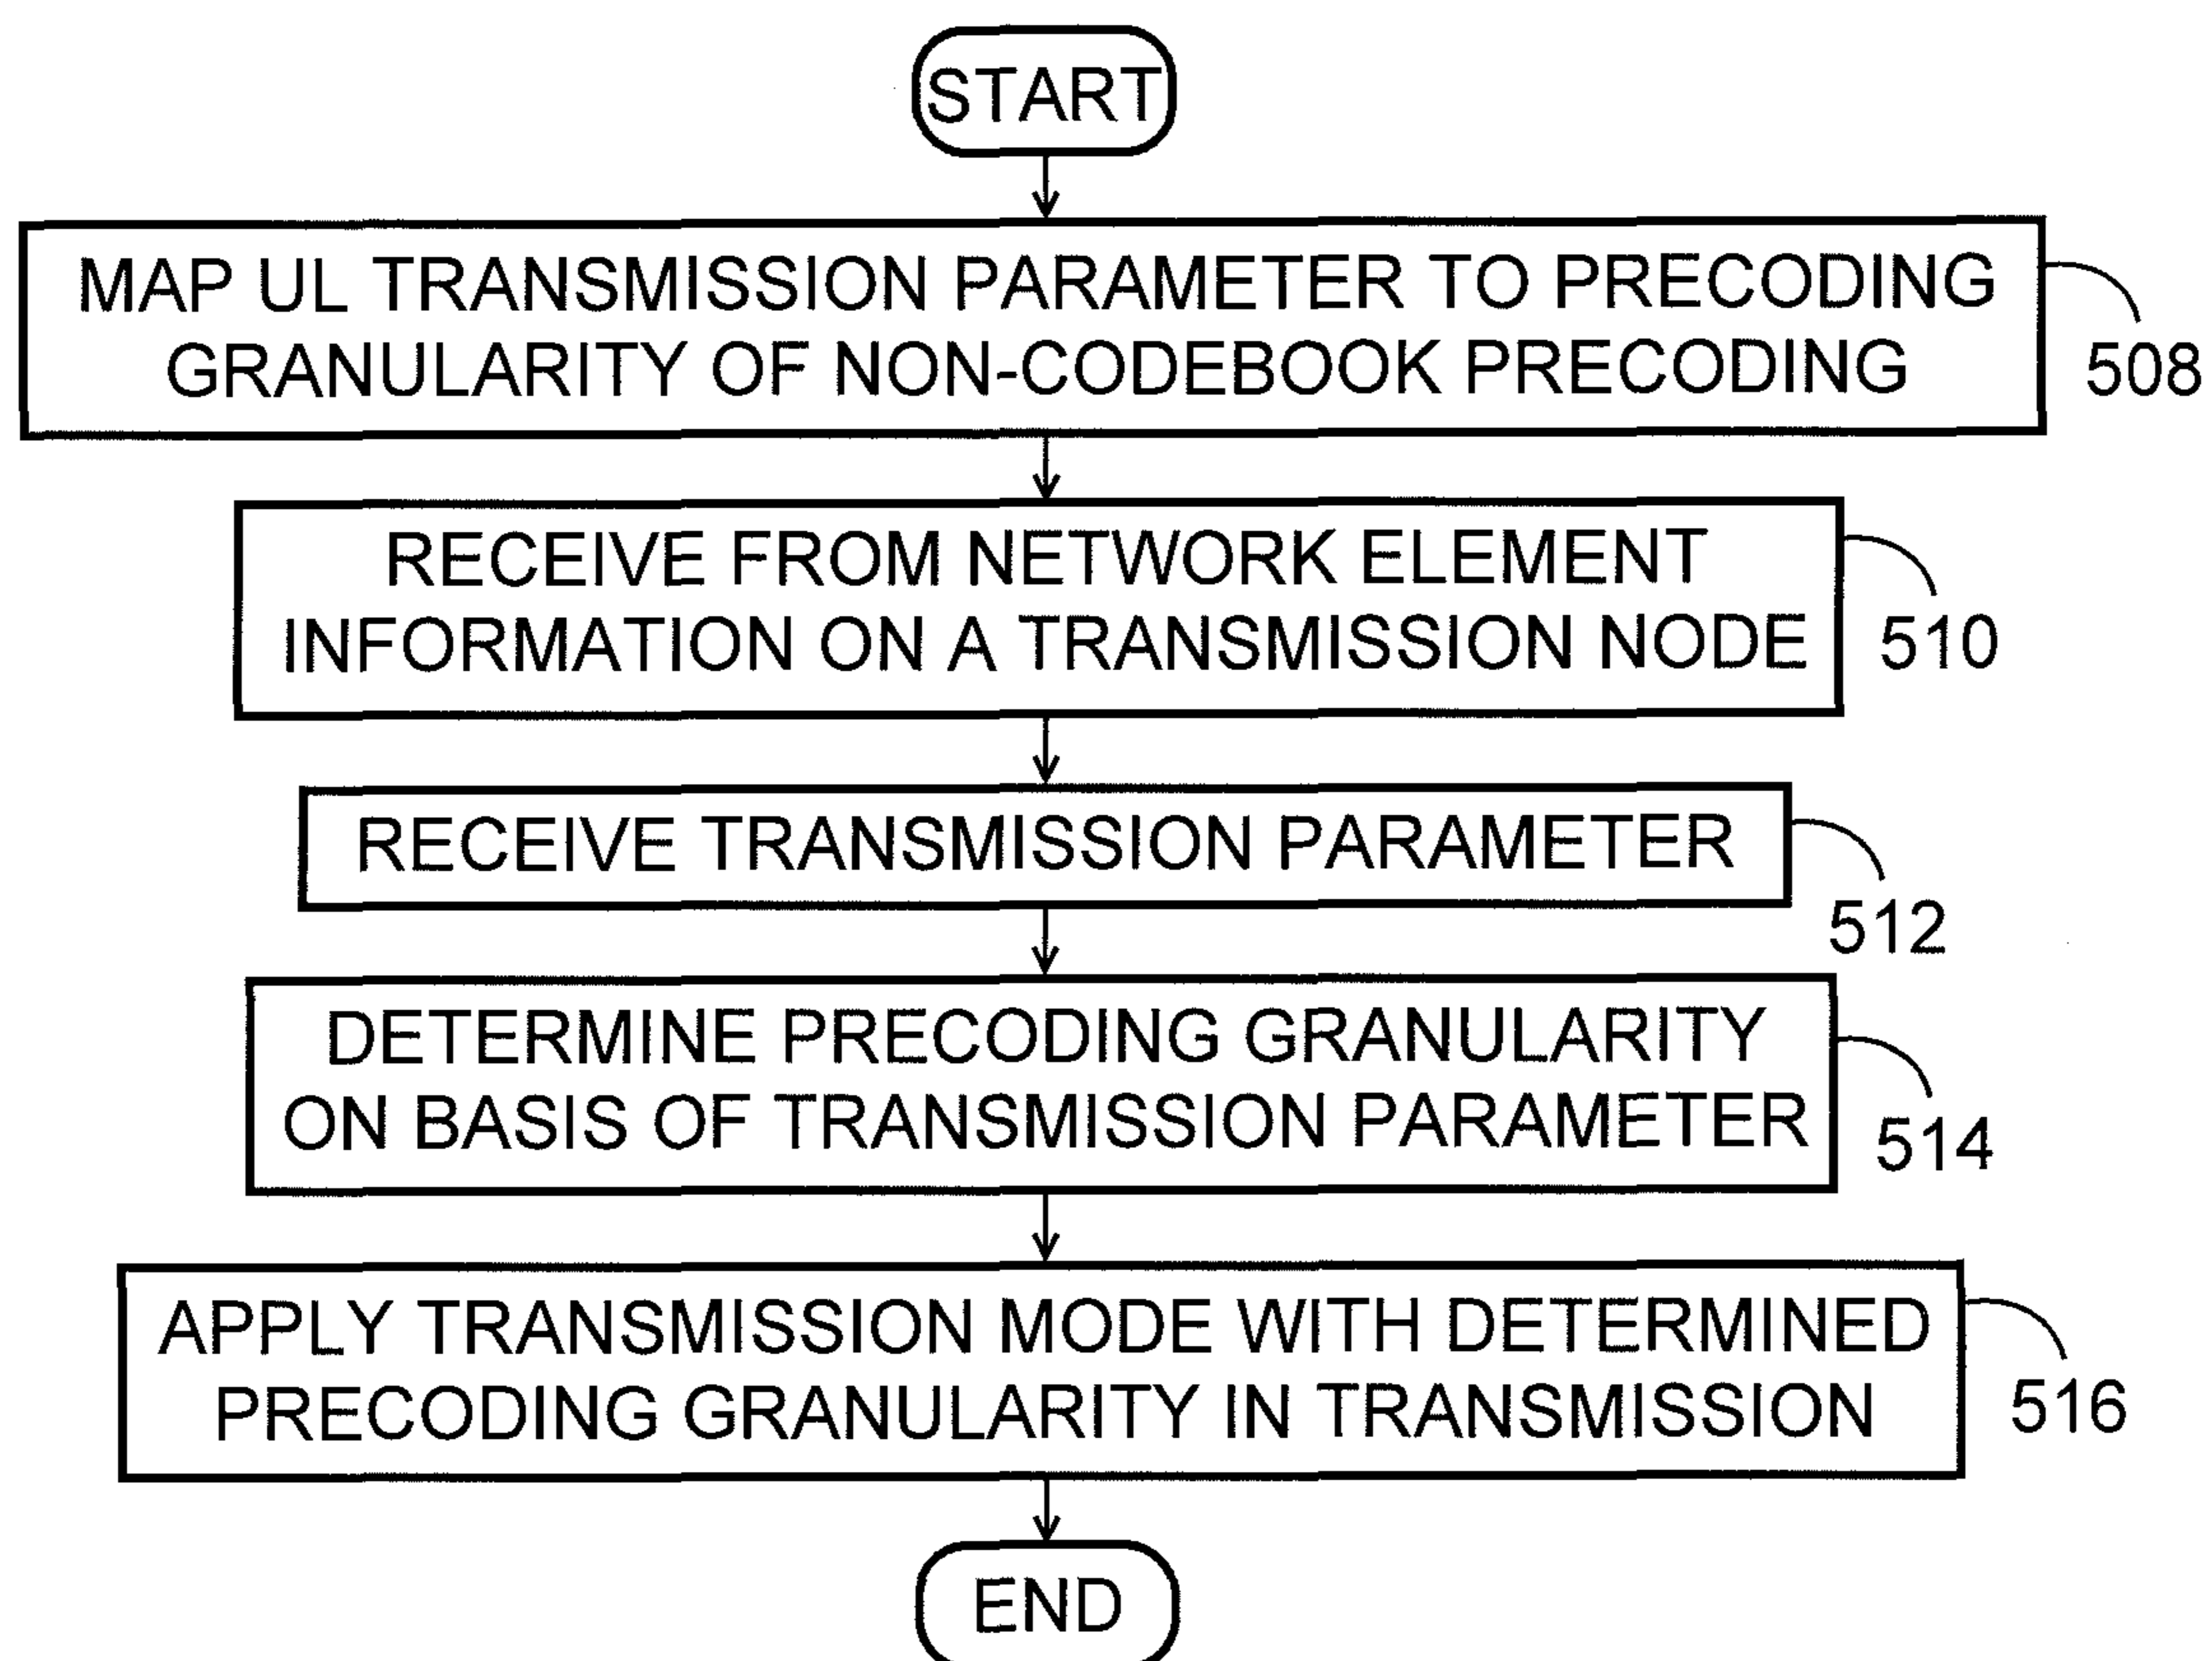 START
MAP UL TRANSMISSION PARAMETER TO PRECODING
GRANULARITY OF NON-CODEBOOK PRECODING
508
RECEIVE FROM NETWORK ELEMENT
INFORMATION ON A TRANSMISSION NODE
510
RECEIVE TRANSMISSION PARAMETER
512
DETERMINE PRECODING GRANULARITY
ON BASIS OF TRANSMISSION PARAMETER
514
APPLY TRANSMISSION MODE WITH DETERMINED
PRECODING GRANULARITY IN TRANSMISSION
516
END